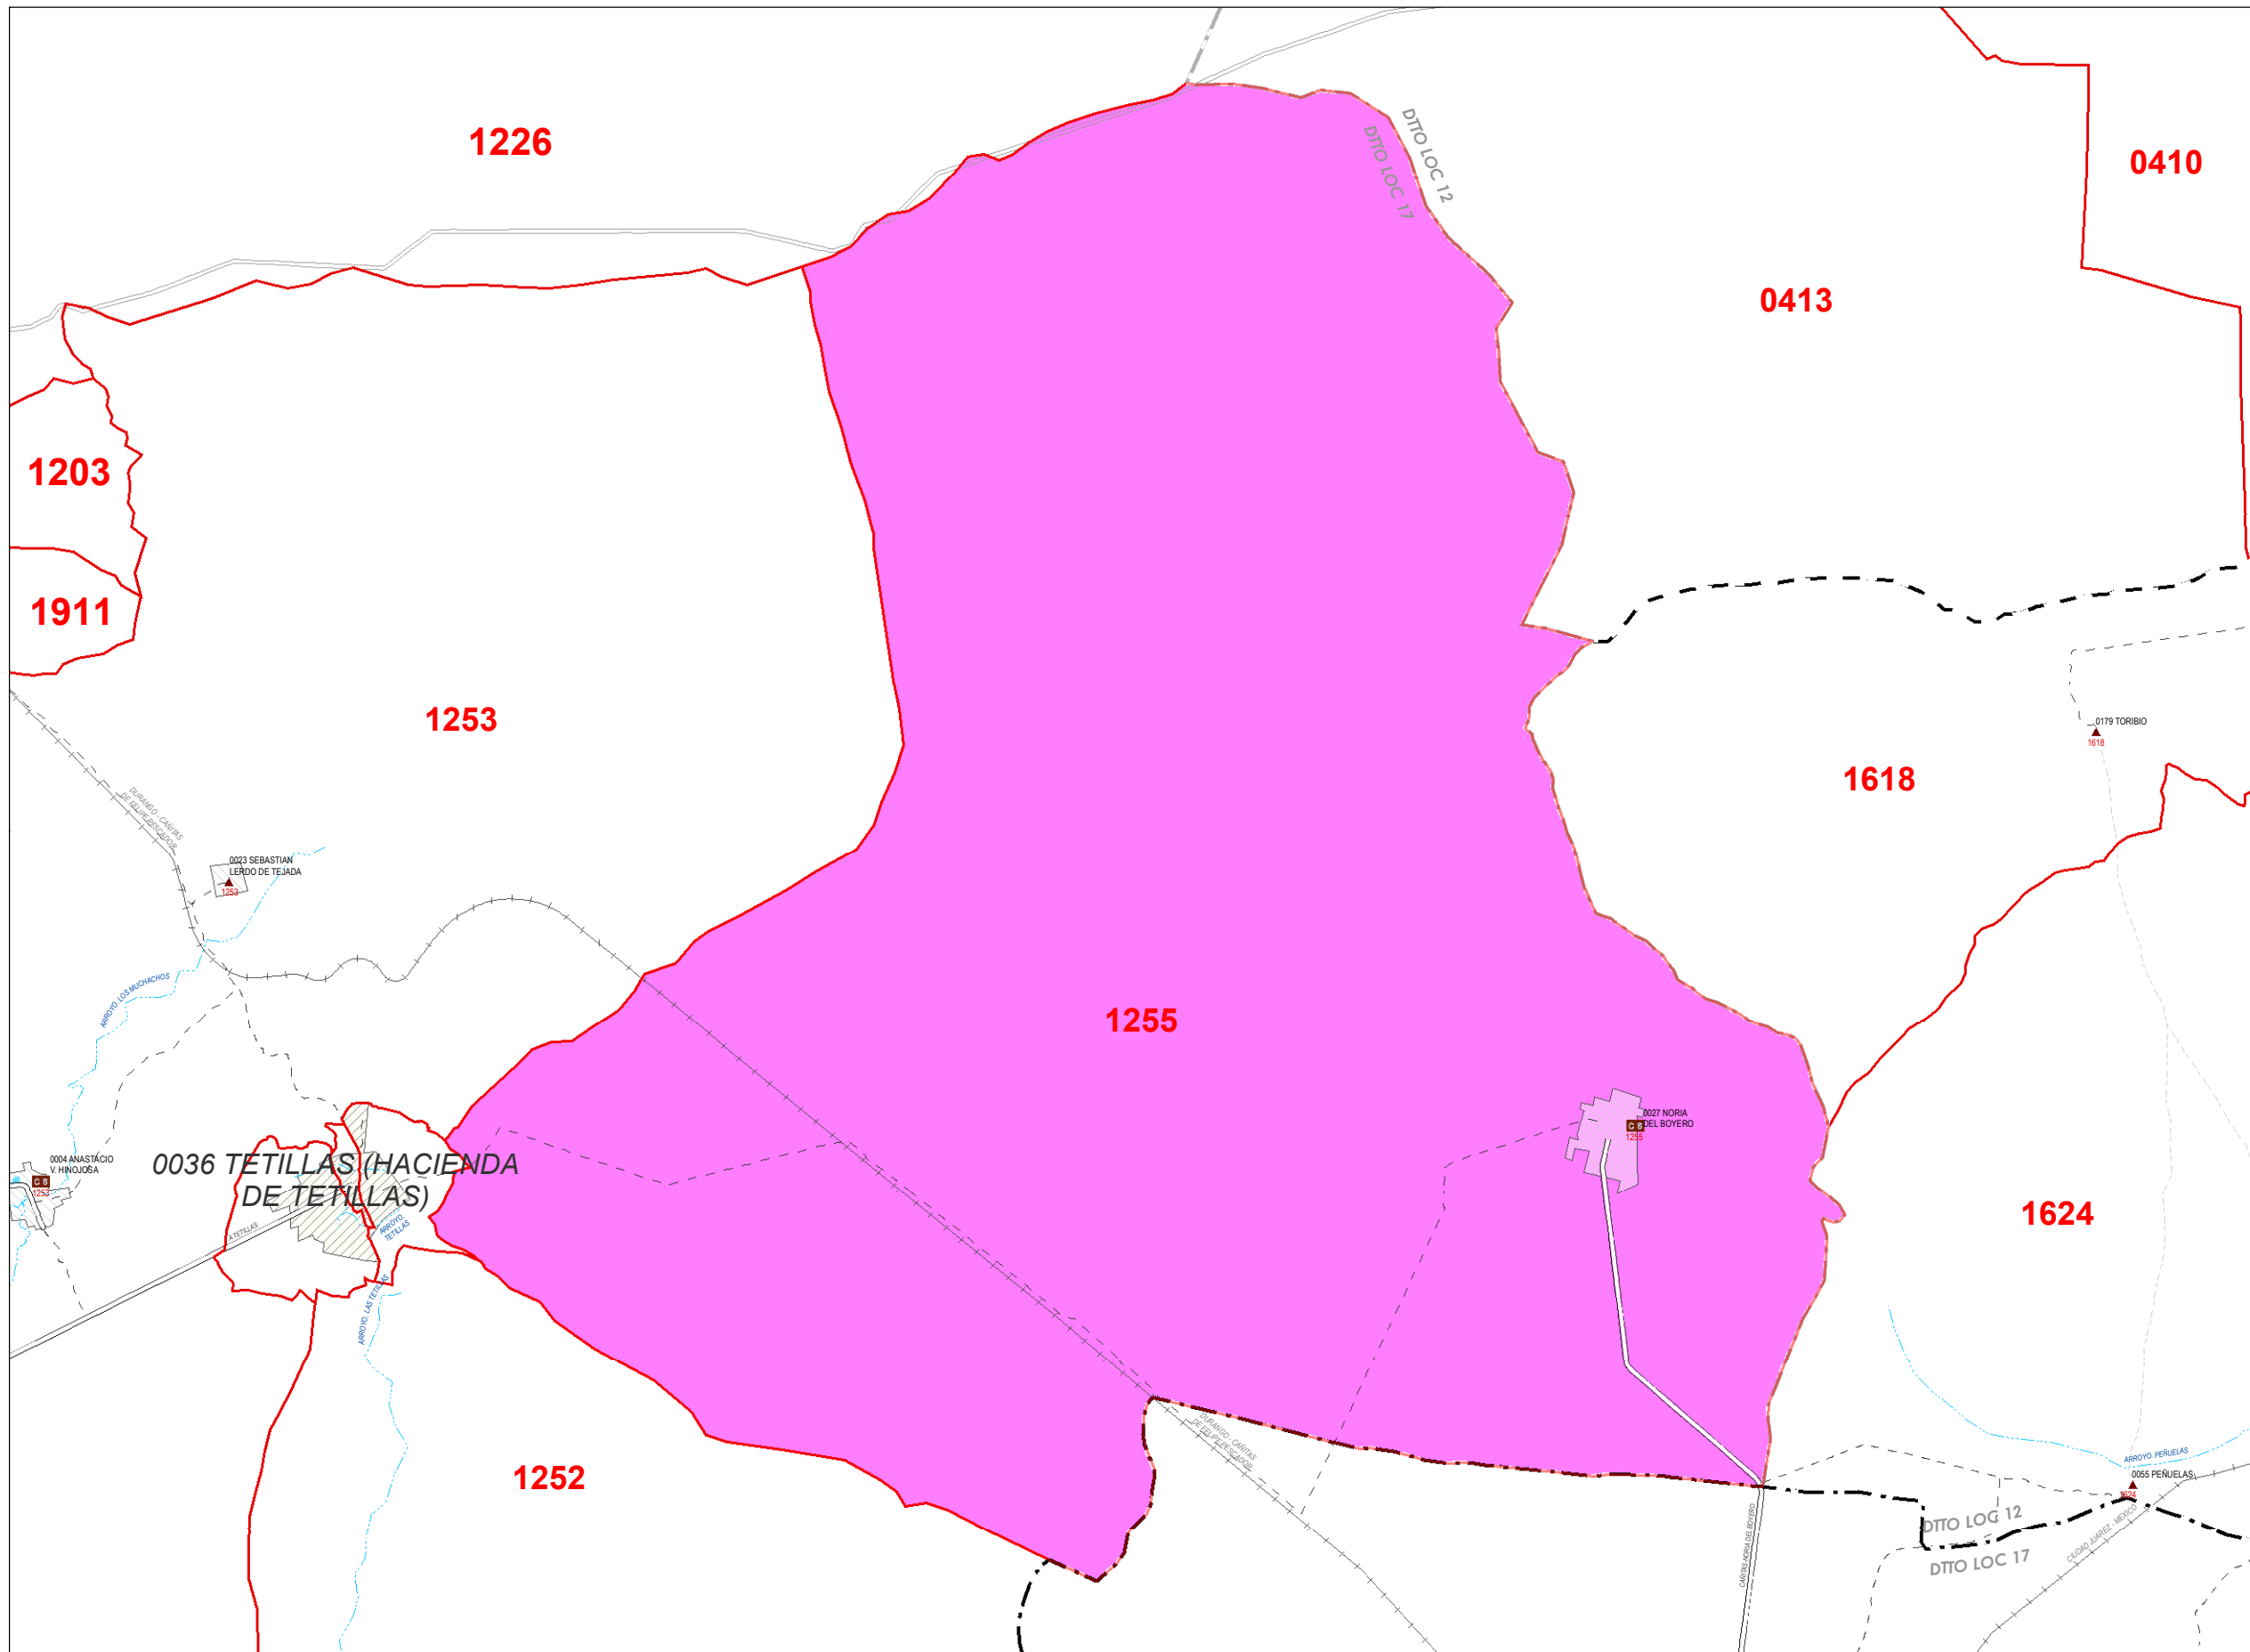 1226
DTTO LOC 12
DTTO LOC 17
0410
0413
1203
1911
1253
0179 TORIBIO
1618
1618
DURANGO - CAÑITAS
DE FELIPE PESCADOR
0023 SEBASTIAN
LERDO DE TEJADA
1253
ARROYO. LOS MUCHACHOS
1255
0027 NORIA
DEL BOYERO
C S
1255
0004 ANASTACIO
V. HINOJOSA
C S
1253
0036 TETILLAS (HACIENDA
DE TETILLAS)
A TETILLAS
ARROYO.
TETILLAS
ARROYO. LAS TETILLAS
1624
DURANGO - CAÑITAS
DE FELIPE PESCADOR
1252
ARROYO. PEÑUELAS
0055 PEÑUELAS
1624
CAÑITAS-NORIA DEL BOYERO
DTTO LOC 12
DTTO LOC 17
CIUDAD JUAREZ - MEXICO